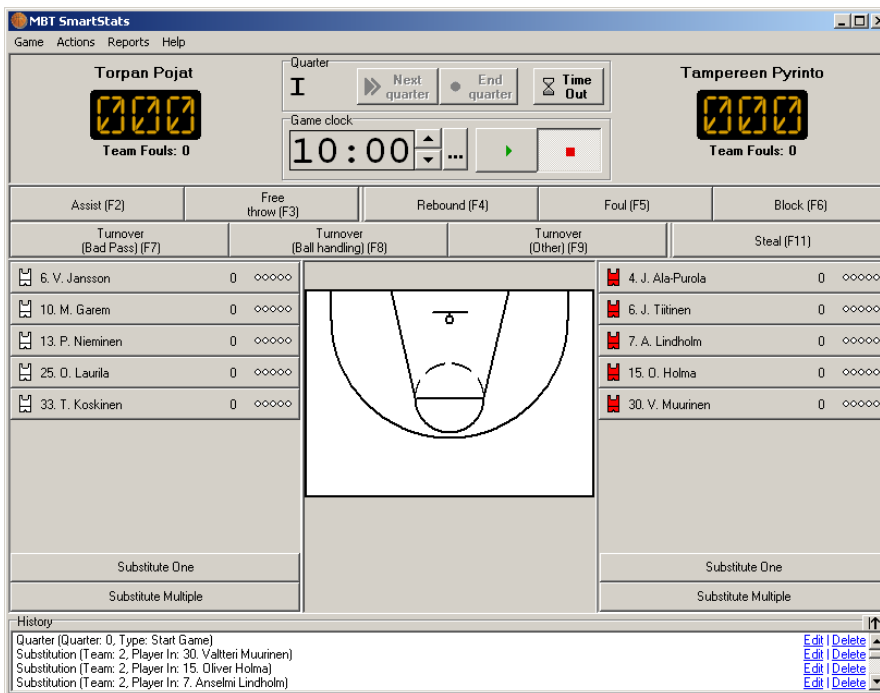 MBT SmartStats
Game Actions Reports Help
Torpan Pojat
000
Team Fouls: 0
Quarter
I
Next quarter
End quarter
Time Out
Game clock
10:00
...
Tampereen Pyrinto
000
Team Fouls: 0
Assist (F2)
Free throw (F3)
Rebound (F4)
Foul (F5)
Block (F6)
Turnover (Bad Pass) (F7)
Turnover (Ball handling) (F8)
Turnover (Other) (F9)
Steal (F11)
6. V. Jansson 0
10. M. Garem 0
13. P. Nieminen 0
25. O. Laurila 0
33. T. Koskinen 0
4. J. Ala-Purola 0
6. J. Tiitinen 0
7. A. Lindholm 0
15. O. Holma 0
30. V. Muurinen 0
Substitute One
Substitute Multiple
Substitute One
Substitute Multiple
History
Quarter (Quarter: 0, Type: Start Game) Edit | Delete
Substitution (Team: 2, Player In: 30. Valtteri Muurinen) Edit | Delete
Substitution (Team: 2, Player In: 15. Oliver Holma) Edit | Delete
Substitution (Team: 2, Player In: 7. Anselmi Lindholm) Edit | Delete